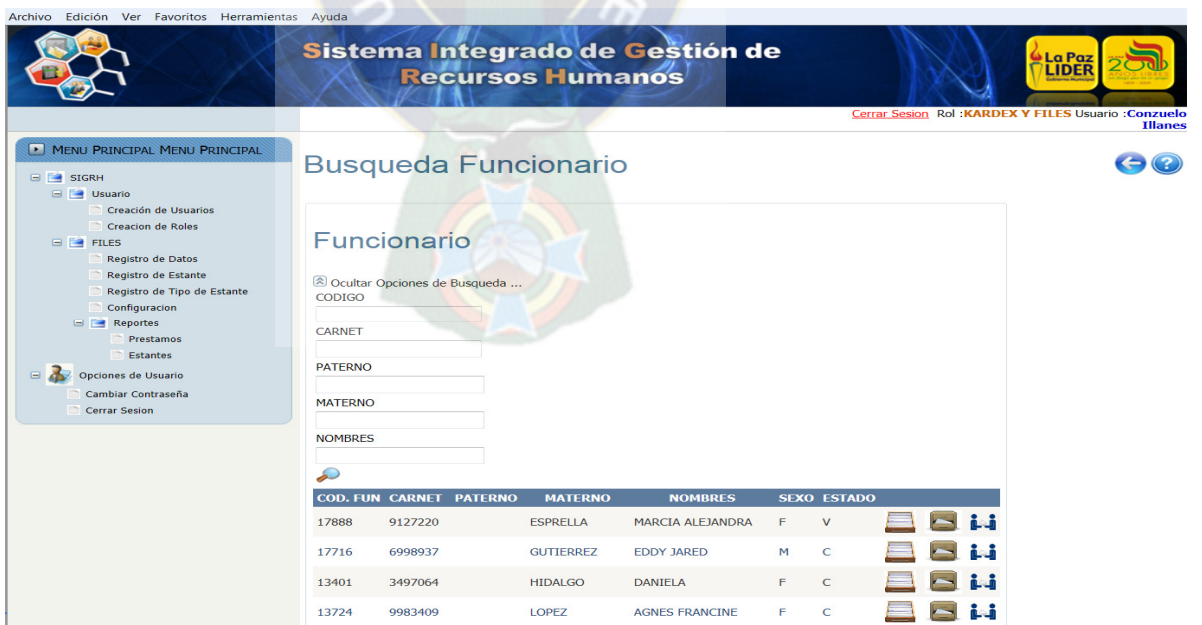 Archivo Edición Ver Favoritos Herramientas Ayuda
Sistema Integrado de Gestión de
Recursos Humanos
La Paz
LIDER
Cerrar Sesion Rol :KARDEX Y FILES Usuario :Conzuelo
Illanes
MENU PRINCIPAL MENU PRINCIPAL
SIGRH
Usuario
Creación de Usuarios
Creacion de Roles
FILES
Registro de Datos
Registro de Estante
Registro de Tipo de Estante
Configuracion
Reportes
Prestamos
Estantes
Opciones de Usuario
Cambiar Contraseña
Cerrar Sesion
Busqueda Funcionario
Funcionario
Ocultar Opciones de Busqueda ...
CODIGO
CARNET
PATERNO
MATERNO
NOMBRES
COD. FUN CARNET PATERNO MATERNO NOMBRES SEXO ESTADO
17888 9127220 ESPRELLA MARCIA ALEJANDRA F V
17716 6998937 GUTIERREZ EDDY JARED M C
13401 3497064 HIDALGO DANIELA F C
13724 9983409 LOPEZ AGNES FRANCINE F C